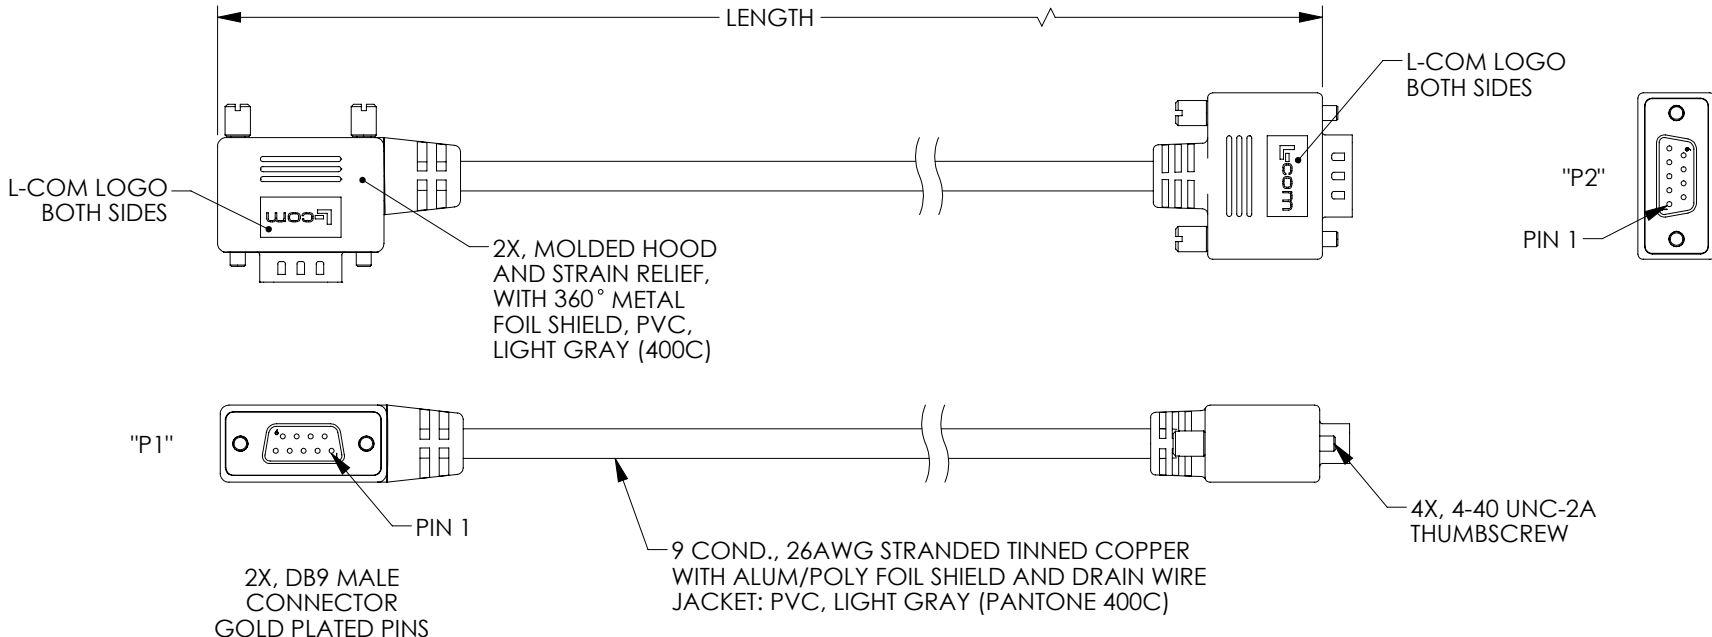 LENGTH
L-COM LOGO
BOTH SIDES
L-COM LOGO
BOTH SIDES
L-com
L-com
"P2"
PIN 1
2X, MOLDED HOOD
AND STRAIN RELIEF,
WITH 360° METAL
FOIL SHIELD, PVC,
LIGHT GRAY (400C)
"P1"
PIN 1
4X, 4-40 UNC-2A
THUMBSCREW
9 COND., 26AWG STRANDED TINNED COPPER
WITH ALUM/POLY FOIL SHIELD AND DRAIN WIRE
JACKET: PVC, LIGHT GRAY (PANTONE 400C)
2X, DB9 MALE
CONNECTOR
GOLD PLATED PINS